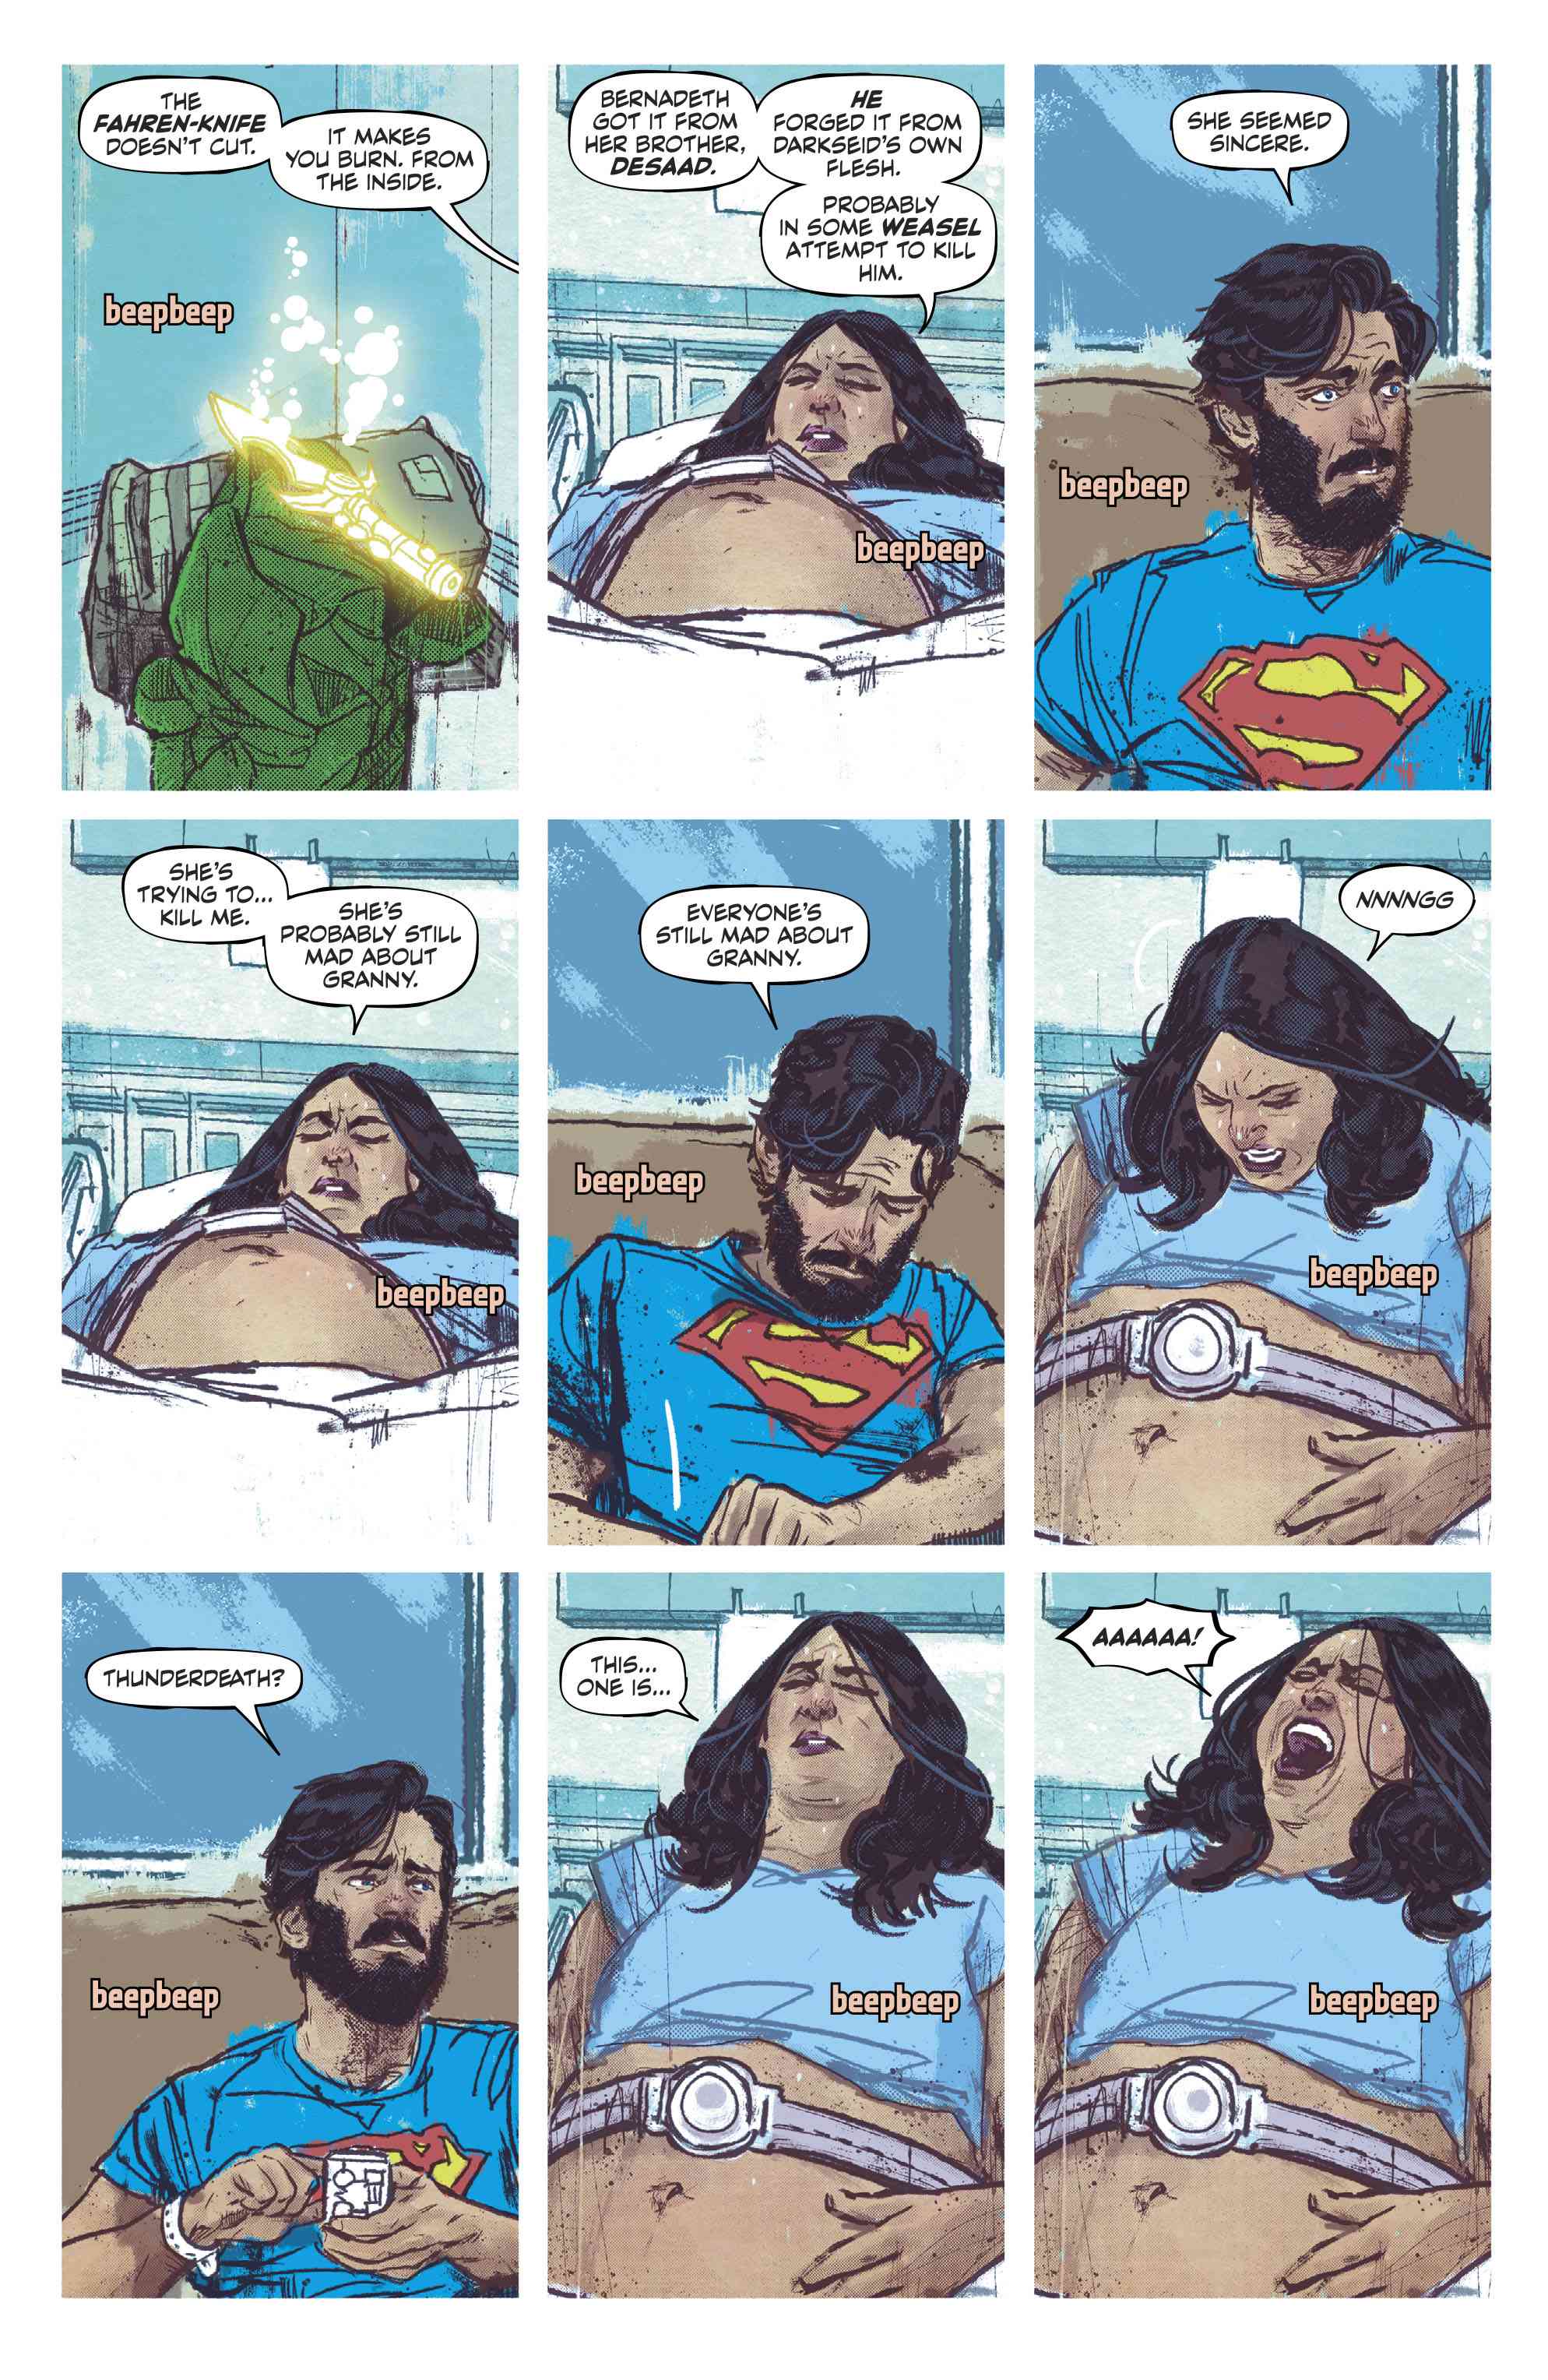 THE
FAHREN-KNIFE
DOESN'T CUT.
IT MAKES
YOU BURN. FROM
THE INSIDE.
beepbeep
BERNADETH
GOT IT FROM
HER BROTHER,
DESAAD.
HE
FORGED IT FROM
DARKSEID'S OWN
FLESH.
PROBABLY
IN SOME WEASEL
ATTEMPT TO KILL
HIM.
beepbeep
SHE SEEMED
SINCERE.
beepbeep
SHE'S
TRYING TO...
KILL ME.
SHE'S
PROBABLY STILL
MAD ABOUT
GRANNY.
beepbeep
EVERYONE'S
STILL MAD ABOUT
GRANNY.
beepbeep
NNNNGG
beepbeep
THUNDERDEATH?
beepbeep
THIS...
ONE IS...
beepbeep
AAAAAA!
beepbeep